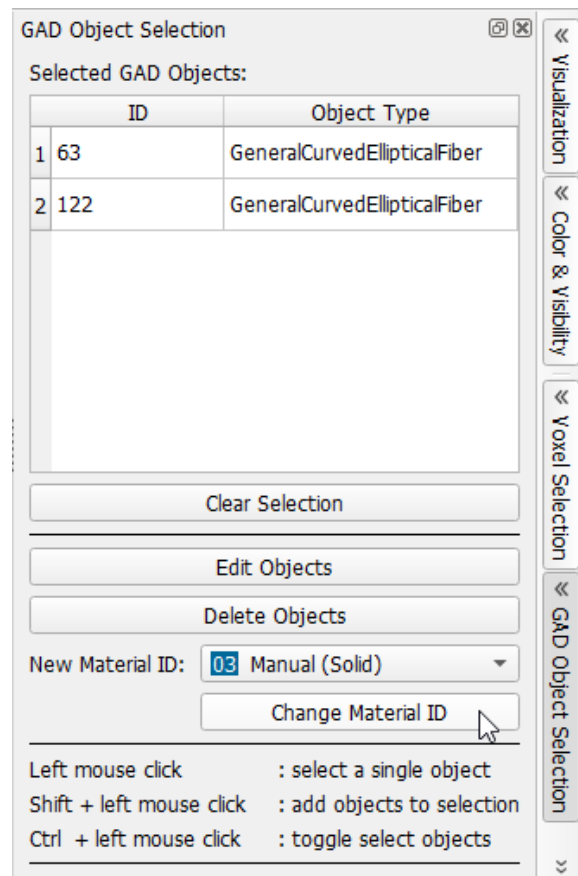 GAD Object Selection
Selected GAD Objects:
ID Object Type
1 63 GeneralCurvedEllipticalFiber
2 122 GeneralCurvedEllipticalFiber
Clear Selection
Edit Objects
Delete Objects
New Material ID: 03 Manual (Solid)
Change Material ID
Left mouse click : select a single object
Shift + left mouse click : add objects to selection
Ctrl + left mouse click : toggle select objects
Visualization
Color & Visibility
Voxel Selection
GAD Object Selection